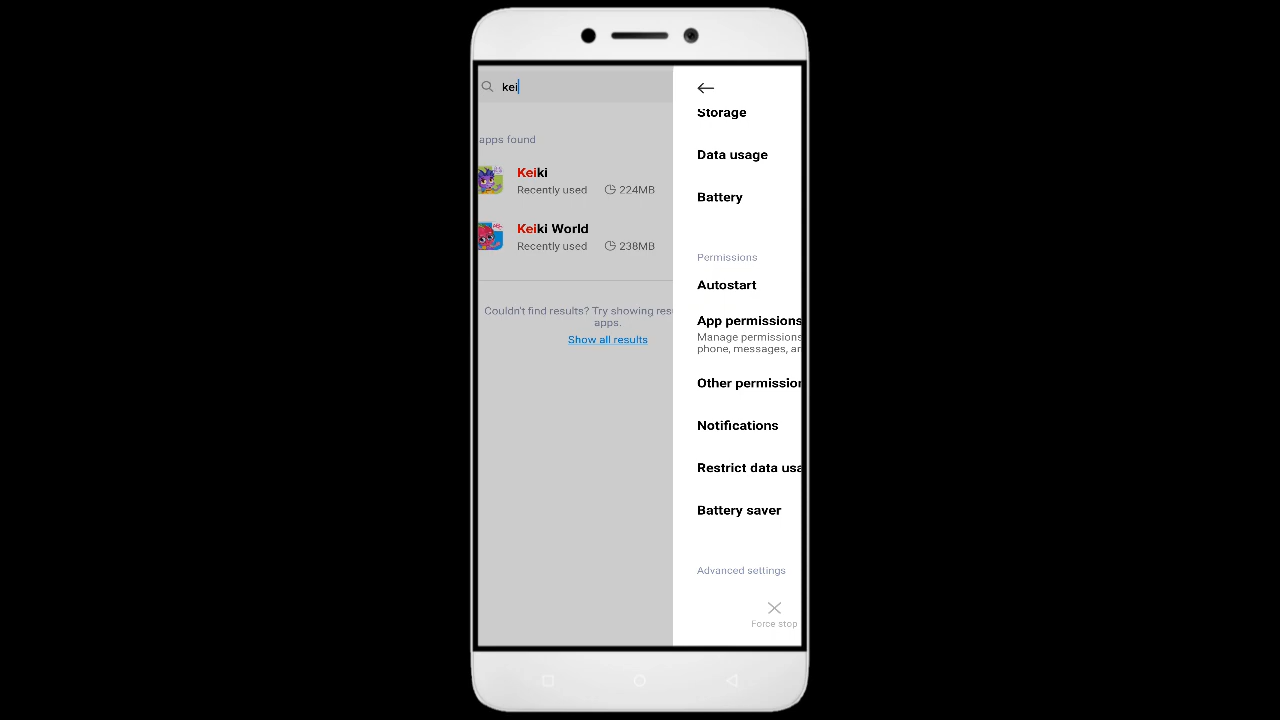 kei
apps found
Keiki
Recently used 224MB
Keiki World
Recently used 238MB
Couldn't find results? Try showing res
apps.
Show all results
Storage
Data usage
Battery
Permissions
Autostart
App permissions
Manage permissions
phone, messages, an
Other permission
Notifications
Restrict data usa
Battery saver
Advanced settings
Force stop